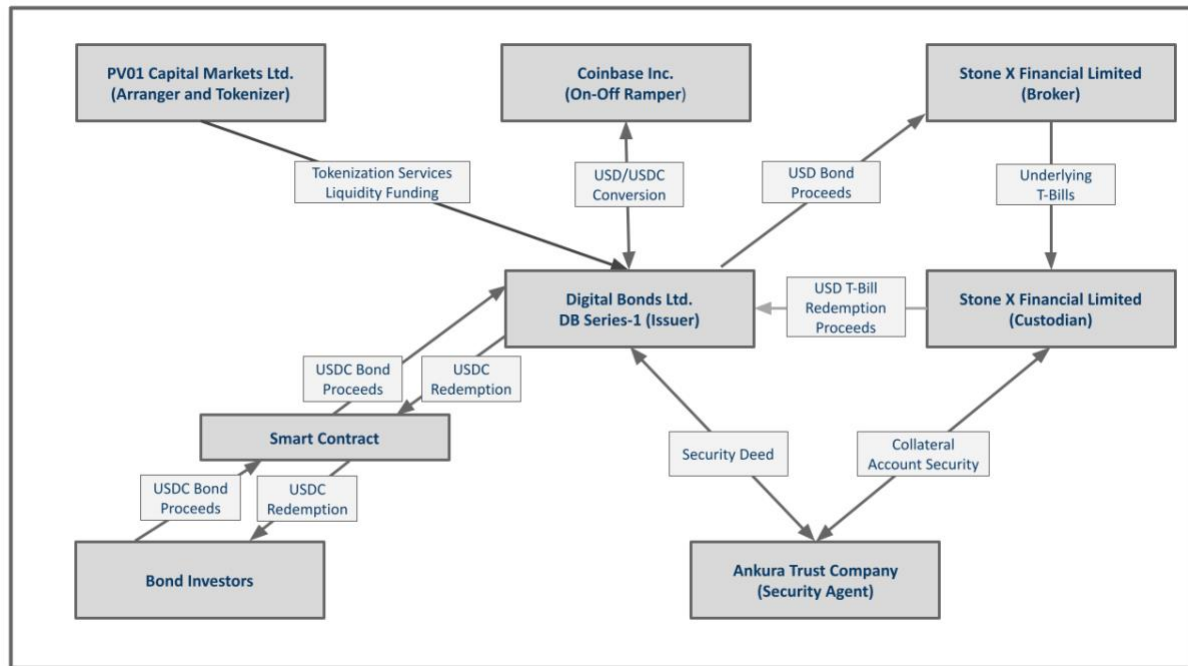 PV01 Capital Markets Ltd.
(Arranger and Tokenizer)
Coinbase Inc.
(On-Off Ramper)
Stone X Financial Limited
(Broker)
Tokenization Services
Liquidity Funding
USD/USDC
Conversion
USD Bond
Proceeds
Underlying
T-Bills
Digital Bonds Ltd.
DB Series-1 (Issuer)
USD T-Bill
Redemption
Proceeds
Stone X Financial Limited
(Custodian)
USDC Bond
Proceeds
USDC
Redemption
Smart Contract
Security Deed
Collateral
Account Security
USDC Bond
Proceeds
USDC
Redemption
Bond Investors
Ankura Trust Company
(Security Agent)